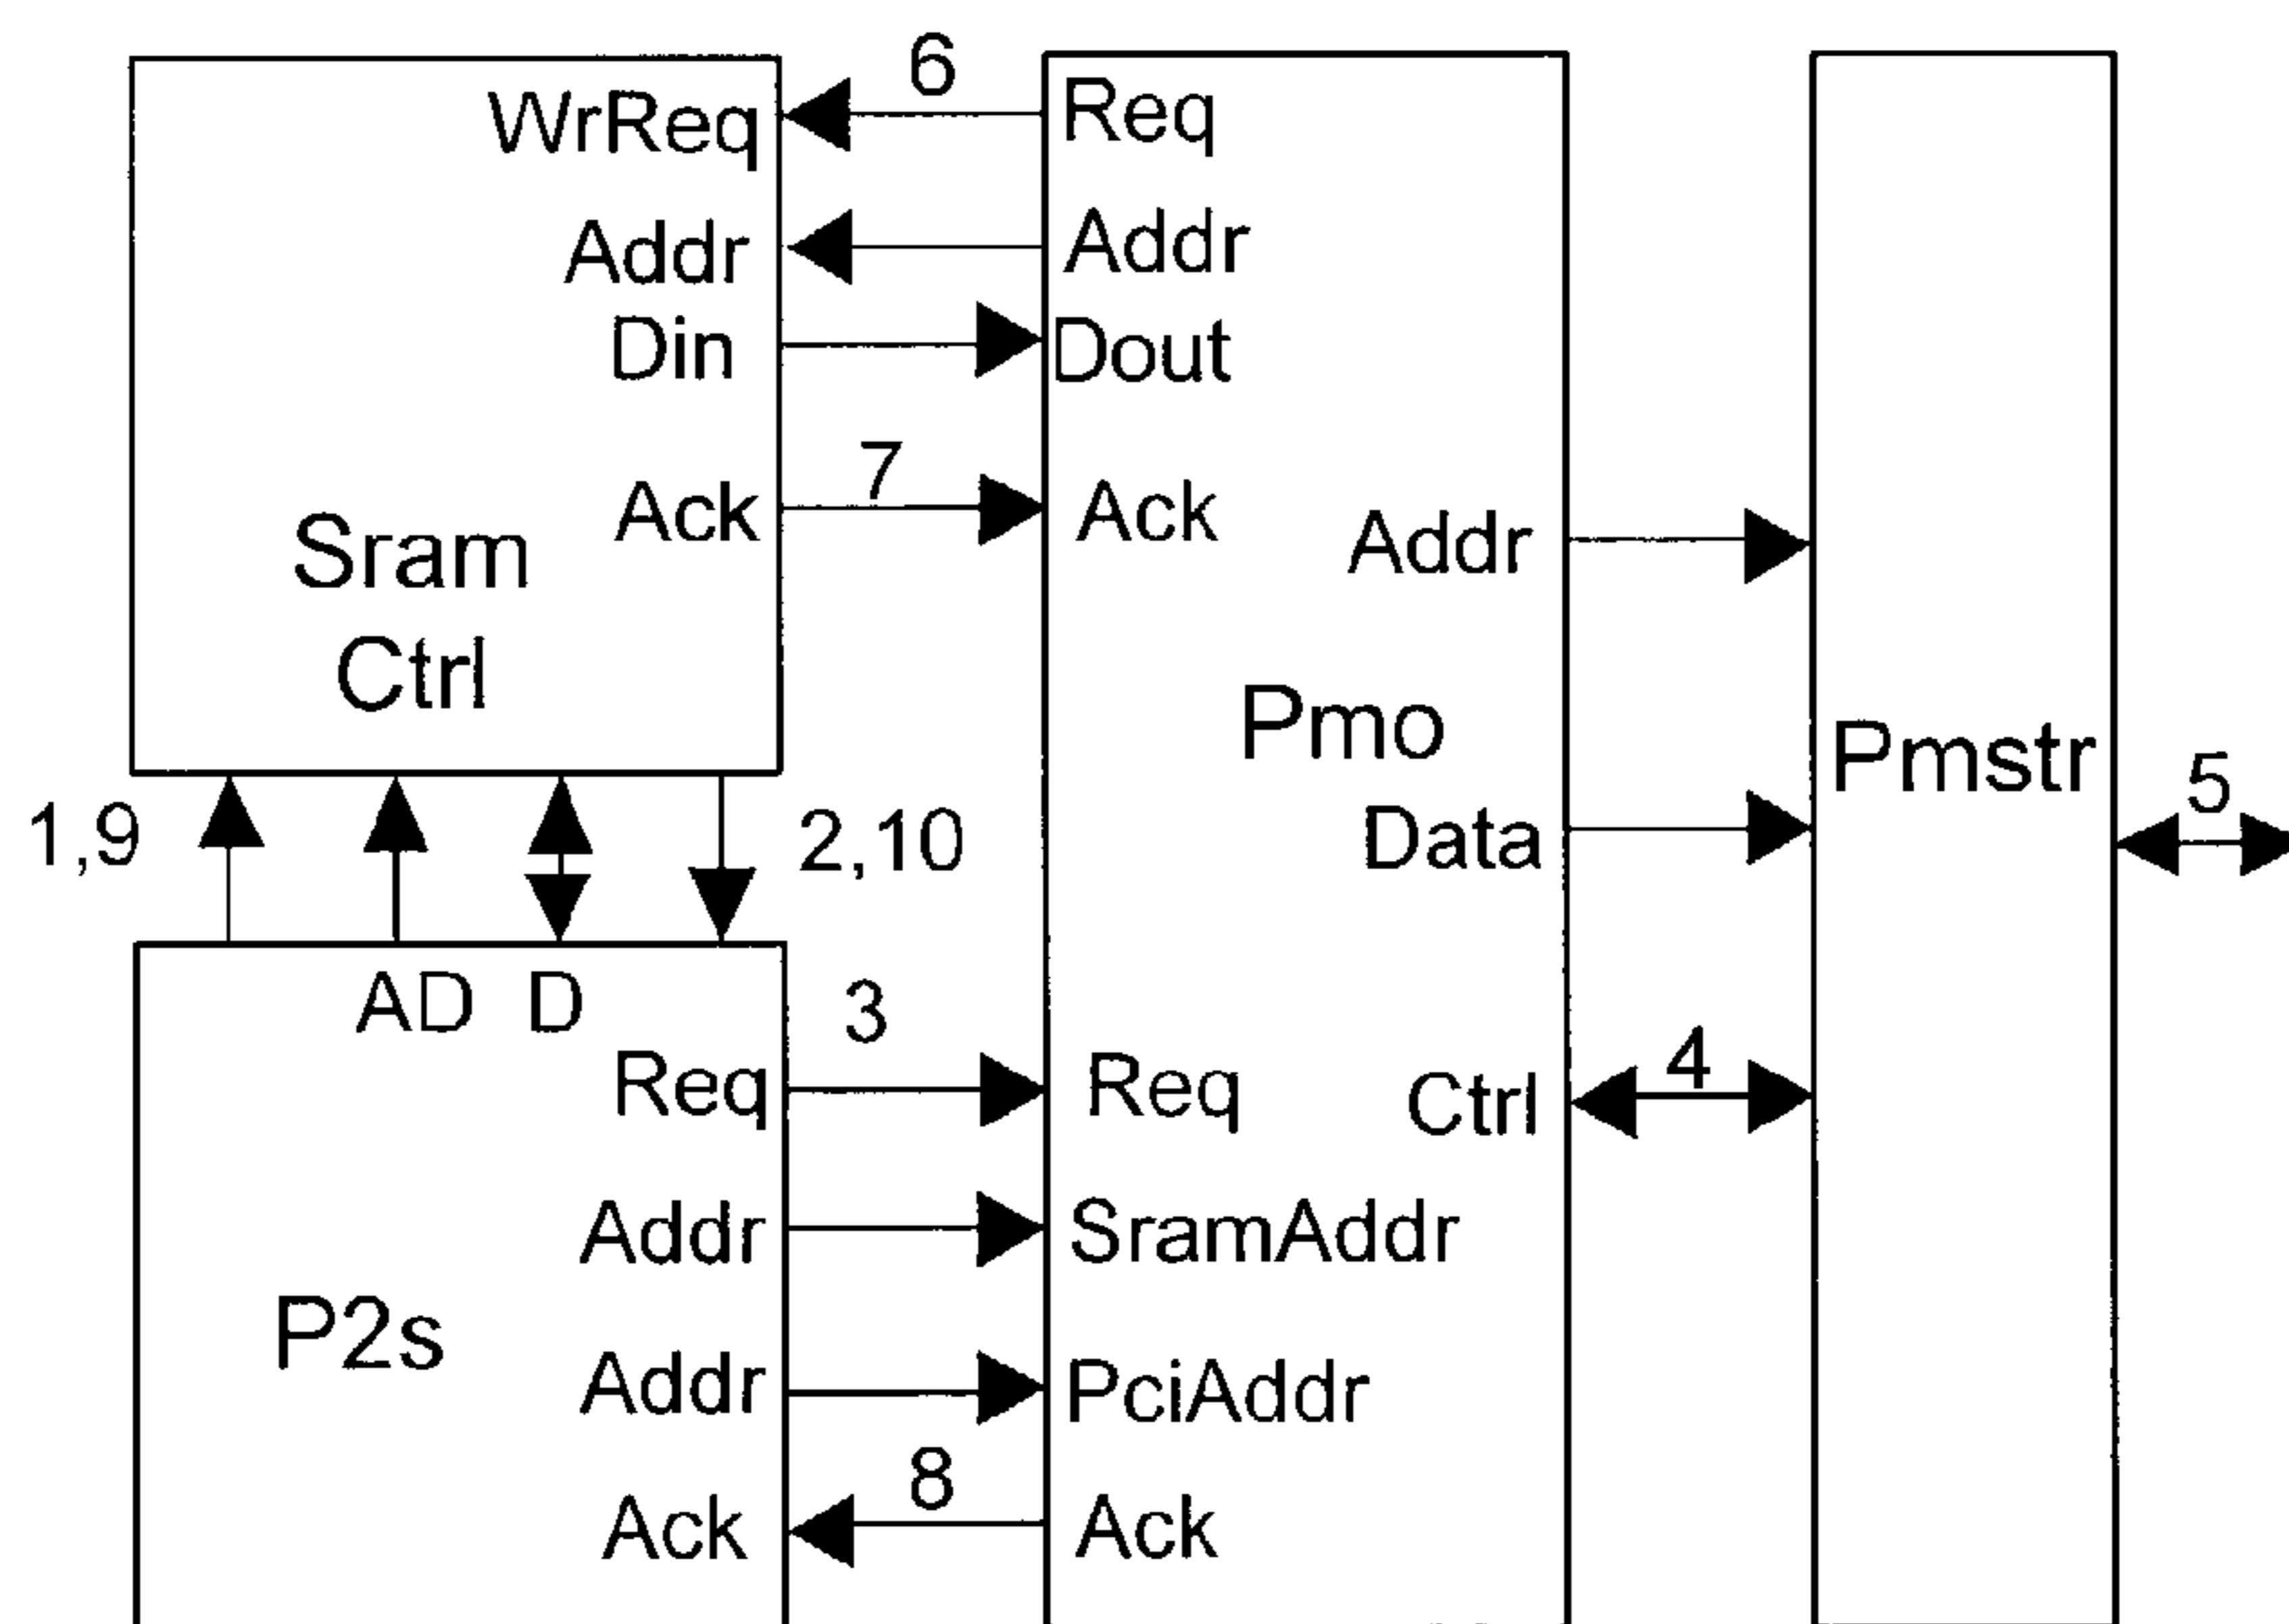 6
WrReq Req
Addr Addr
Din Dout
7
Ack Ack
Addr
Sram
Ctrl
Pmo
Pmstr
5
1,9 2,10
Data
AD D
3
4
Req Req
Ctrl
Addr SramAddr
P2s
Addr PciAddr
8
Ack Ack